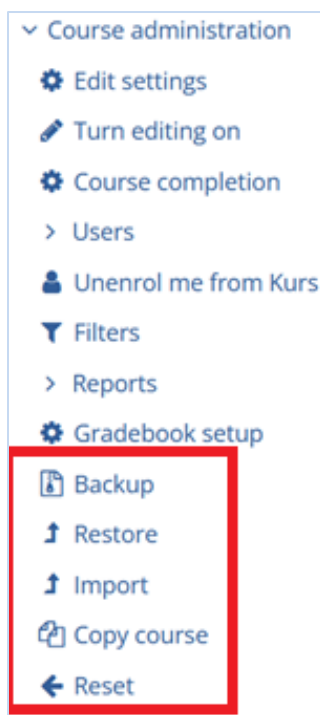 Course administration
Edit settings
Turn editing on
Course completion
Users
Unenrol me from Kurs
Filters
Reports
Gradebook setup
Backup
Restore
Import
Copy course
Reset